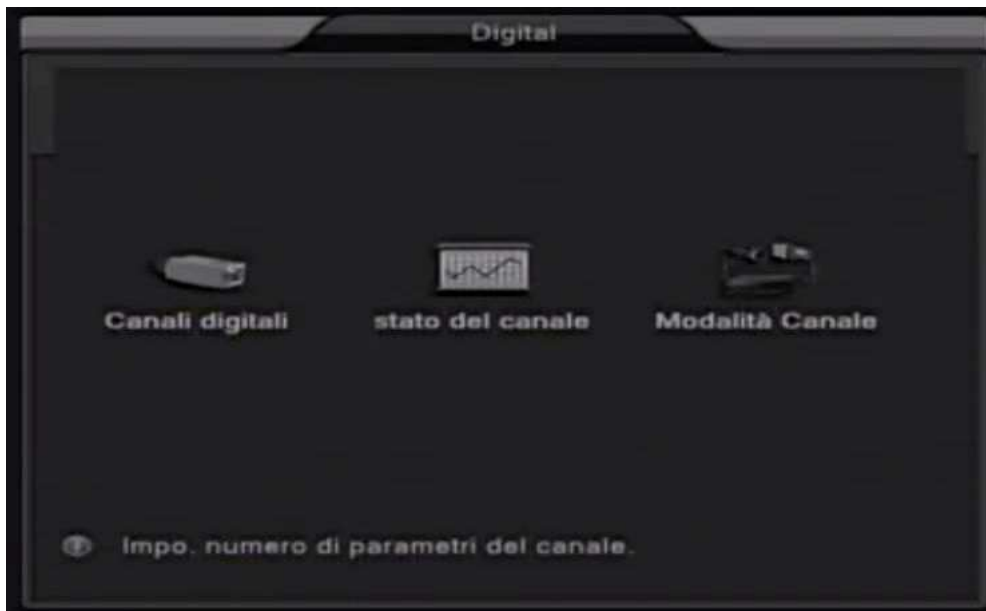 Digital
Canali digitali
stato del canale
Modalità Canale
Impo. numero di parametri del canale.